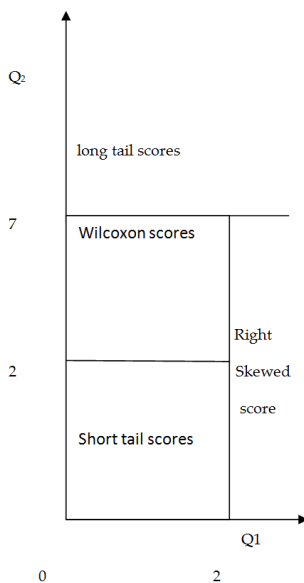 Q₂
long tail scores
7
Wilcoxon scores
Right
2
Skewed
score
Short tail scores
Q1
0 2